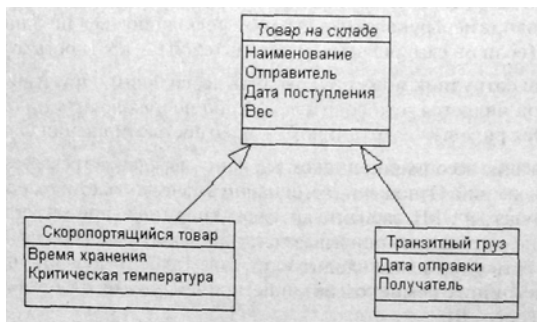 Товар на складе
Наименование
Отправитель
Дата поступления
Вес
Скоропортящийся товар
Время хранения
Критическая температура
Транзитный груз
Дата отправки
Получатель